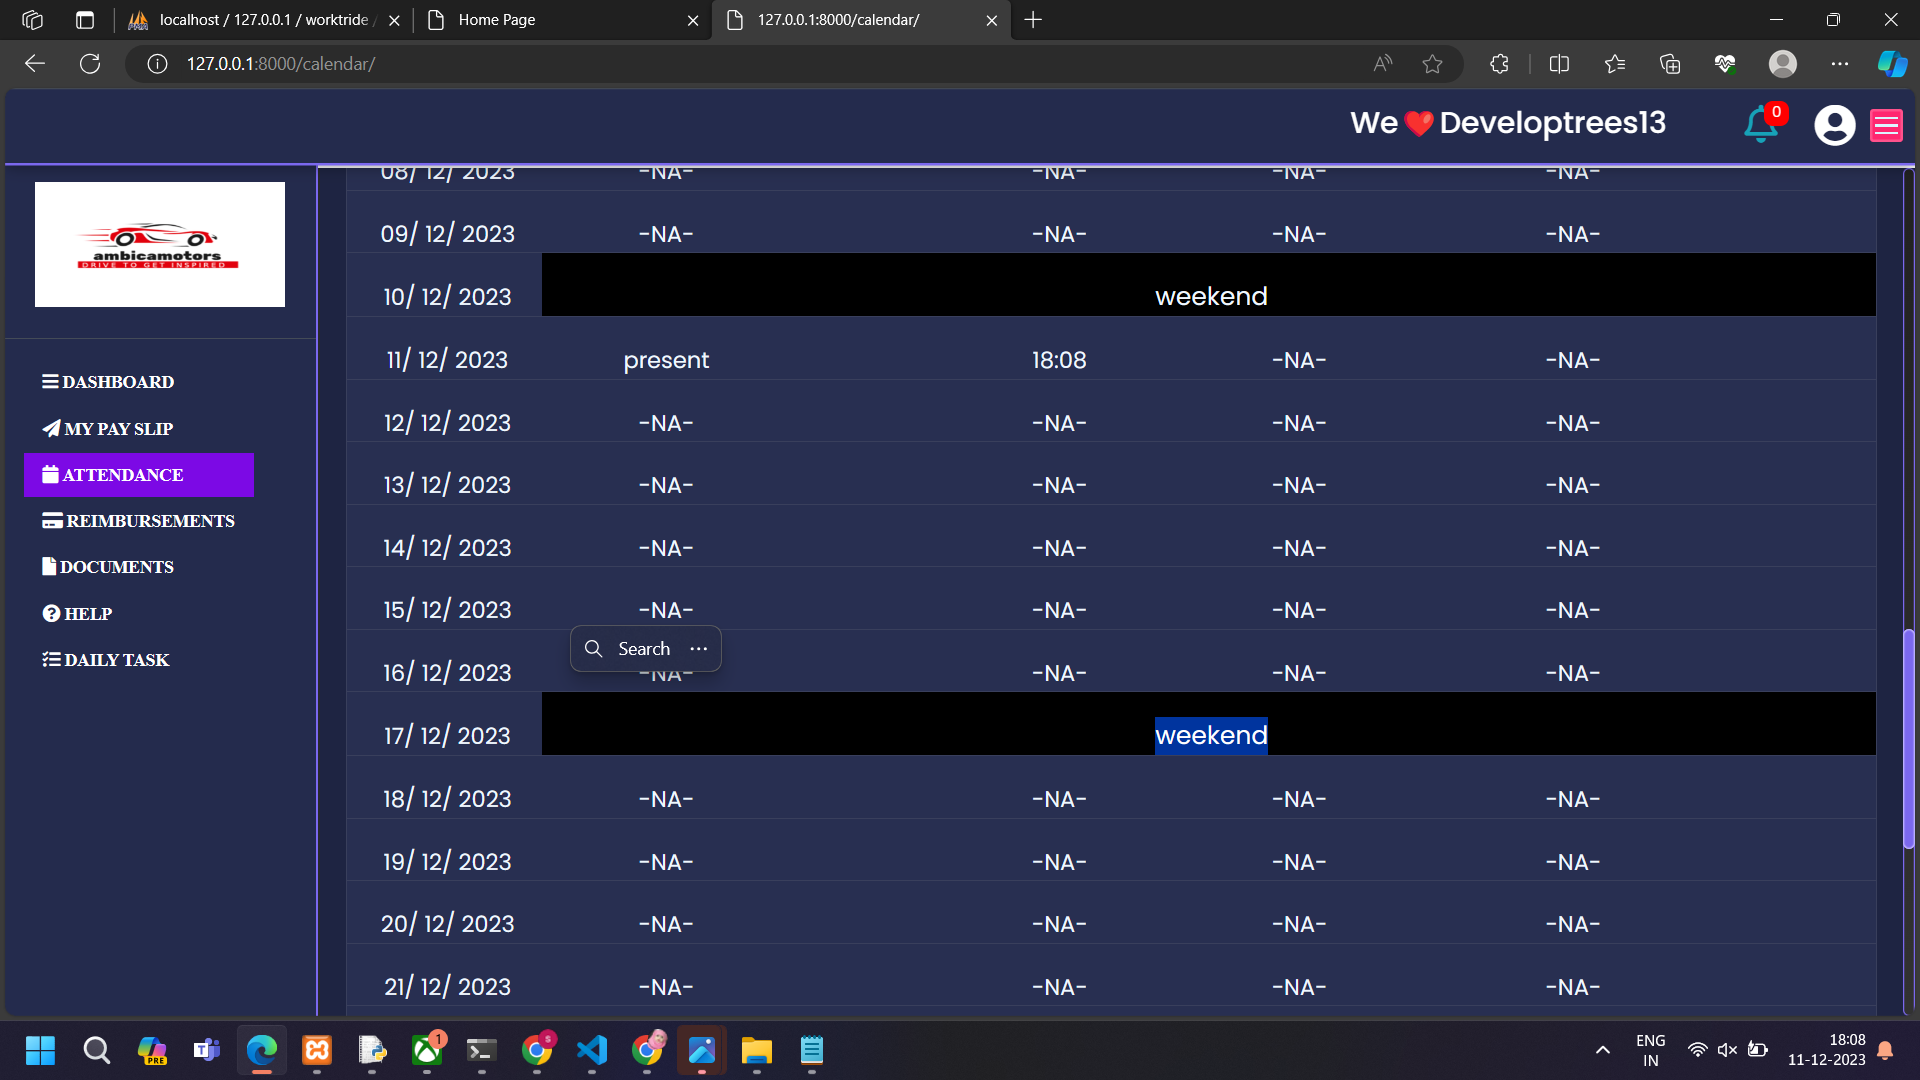 localhost / 127.0.0.1 / worktride /
Home Page
127.0.0.1:8000/calendar/
127.0.0.1:8000/calendar/
We ❤️ Developtrees13
0
ambicamotors
DRIVE TO GET INSPIRED
DASHBOARD
MY PAY SLIP
ATTENDANCE
REIMBURSEMENTS
DOCUMENTS
HELP
DAILY TASK
08/ 12/ 2023 -NA- -NA- -NA- -NA-
09/ 12/ 2023 -NA- -NA- -NA- -NA-
10/ 12/ 2023 weekend
11/ 12/ 2023 present 18:08 -NA- -NA-
12/ 12/ 2023 -NA- -NA- -NA- -NA-
13/ 12/ 2023 -NA- -NA- -NA- -NA-
14/ 12/ 2023 -NA- -NA- -NA- -NA-
15/ 12/ 2023 -NA- -NA- -NA- -NA-
Search ...
16/ 12/ 2023 -NA- -NA- -NA- -NA-
17/ 12/ 2023 weekend
18/ 12/ 2023 -NA- -NA- -NA- -NA-
19/ 12/ 2023 -NA- -NA- -NA- -NA-
20/ 12/ 2023 -NA- -NA- -NA- -NA-
21/ 12/ 2023 -NA- -NA- -NA- -NA-
PRE
1
S
ENG
IN
18:08
11-12-2023